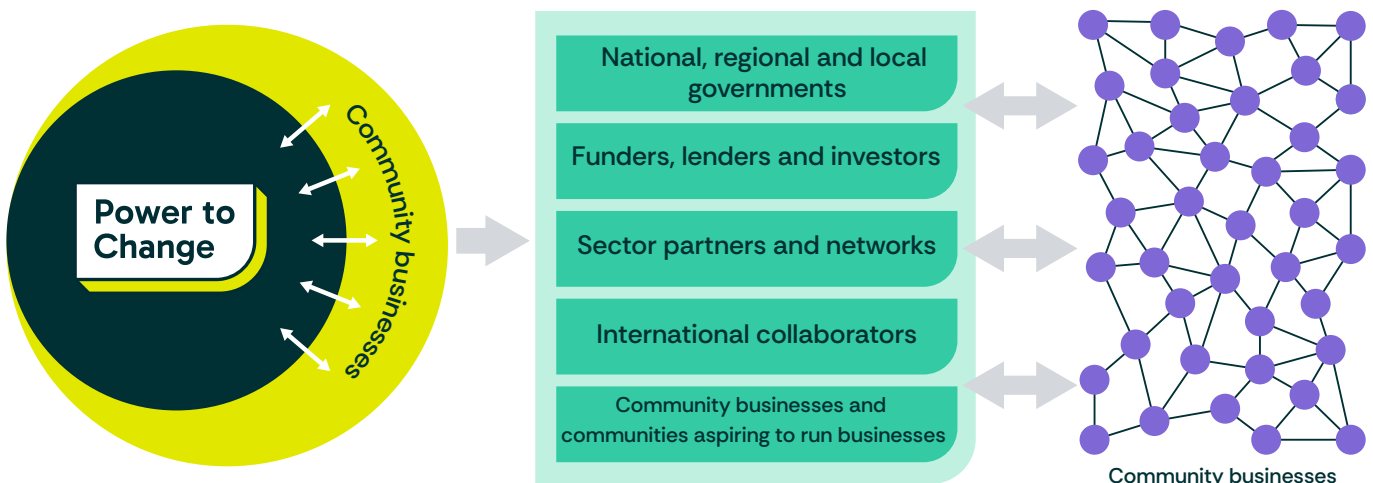 Power to
Change
Community businesses
National, regional and local
governments
Funders, lenders and investors
Sector partners and networks
International collaborators
Community businesses and
communities aspiring to run businesses
Community businesses